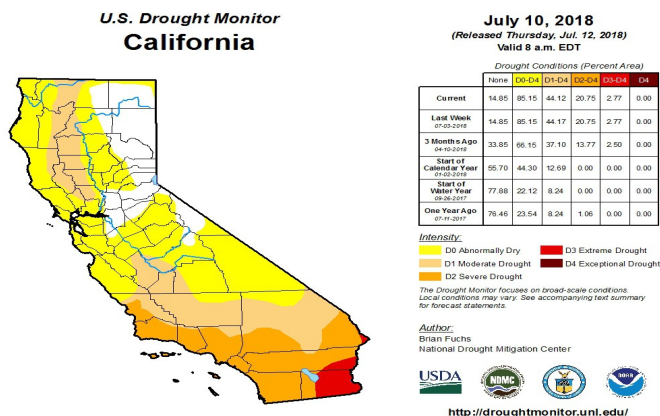 U.S. Drought Monitor
California
July 10, 2018
(Released Thursday, Jul. 12, 2018)
Valid 8 a.m. EDT
Drought Conditions (Percent Area)
None D0-D4 D1-D4 D2-D4 D3-D4 D4
Current 14.85 85.15 44.12 20.75 2.77 0.00
Last Week
07-03-2018 14.85 85.15 44.17 20.75 2.77 0.00
3 Months Ago
04-10-2018 33.85 66.15 37.10 13.77 2.50 0.00
Start of
Calendar Year
01-02-2018 55.70 44.30 12.69 0.00 0.00 0.00
Start of
Water Year
09-26-2017 77.88 22.12 8.24 0.00 0.00 0.00
One Year Ago
07-11-2017 76.46 23.54 8.24 1.06 0.00 0.00
Intensity:
D0 Abnormally Dry D3 Extreme Drought
D1 Moderate Drought D4 Exceptional Drought
D2 Severe Drought
The Drought Monitor focuses on broad-scale conditions.
Local conditions may vary. See accompanying text summary
for forecast statements.
Author:
Brian Fuchs
National Drought Mitigation Center
USDA NDMC NOAA
http://droughtmonitor.unl.edu/